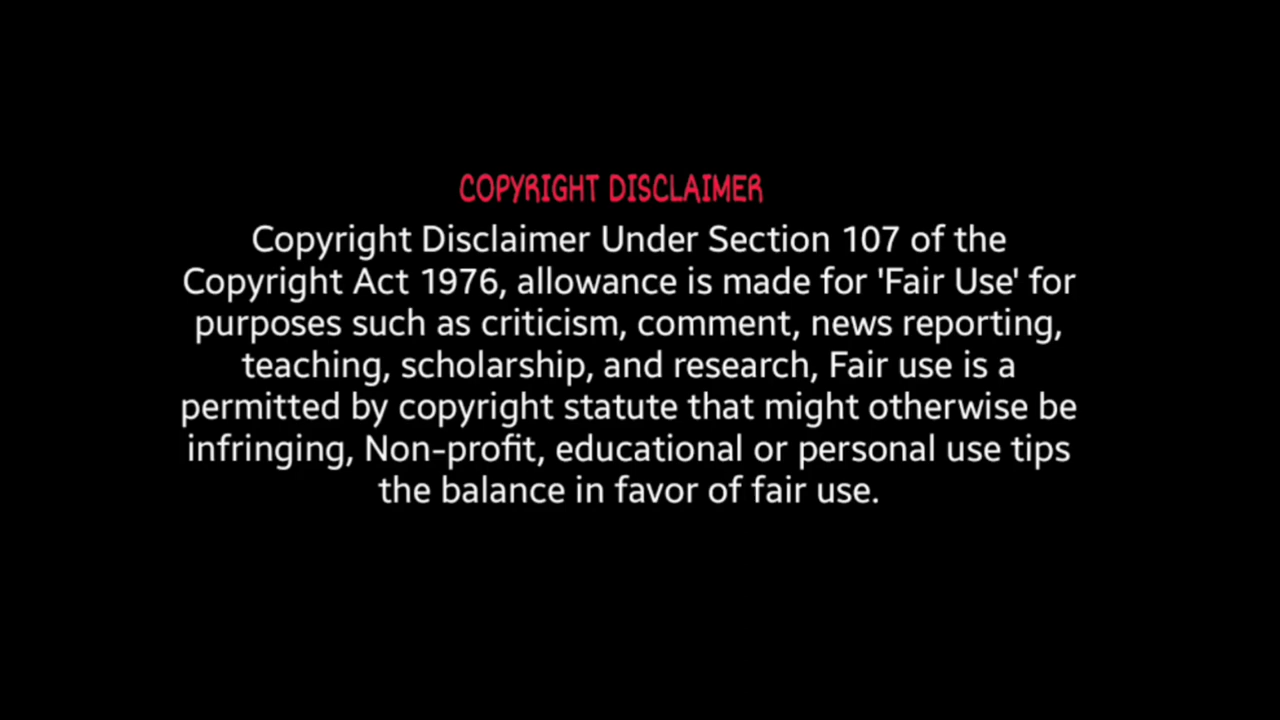 COPYRIGHT DISCLAIMER
Copyright Disclaimer Under Section 107 of the
Copyright Act 1976, allowance is made for 'Fair Use' for
purposes such as criticism, comment, news reporting,
teaching, scholarship, and research, Fair use is a
permitted by copyright statute that might otherwise be
infringing, Non-profit, educational or personal use tips
the balance in favor of fair use.